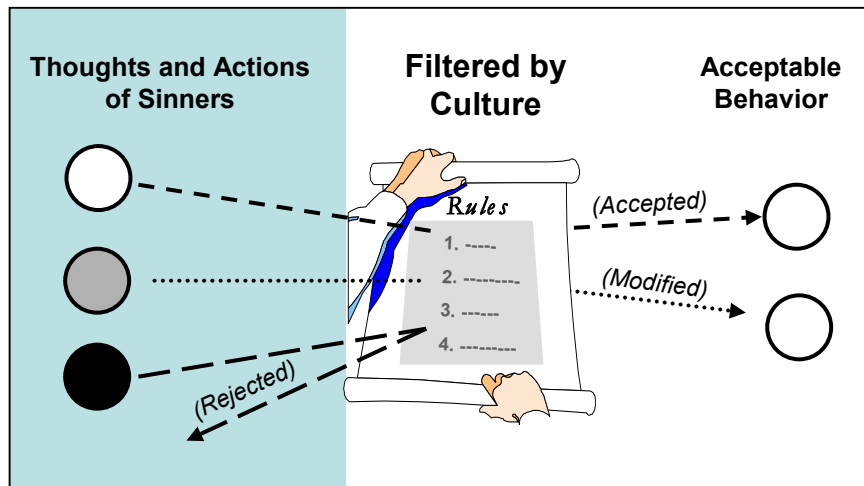 Thoughts and Actions
of Sinners
Filtered by
Culture
Acceptable
Behavior
Rules
1. -----
2. ---------
3. ------
4. ---------
(Accepted)
(Modified)
(Rejected)